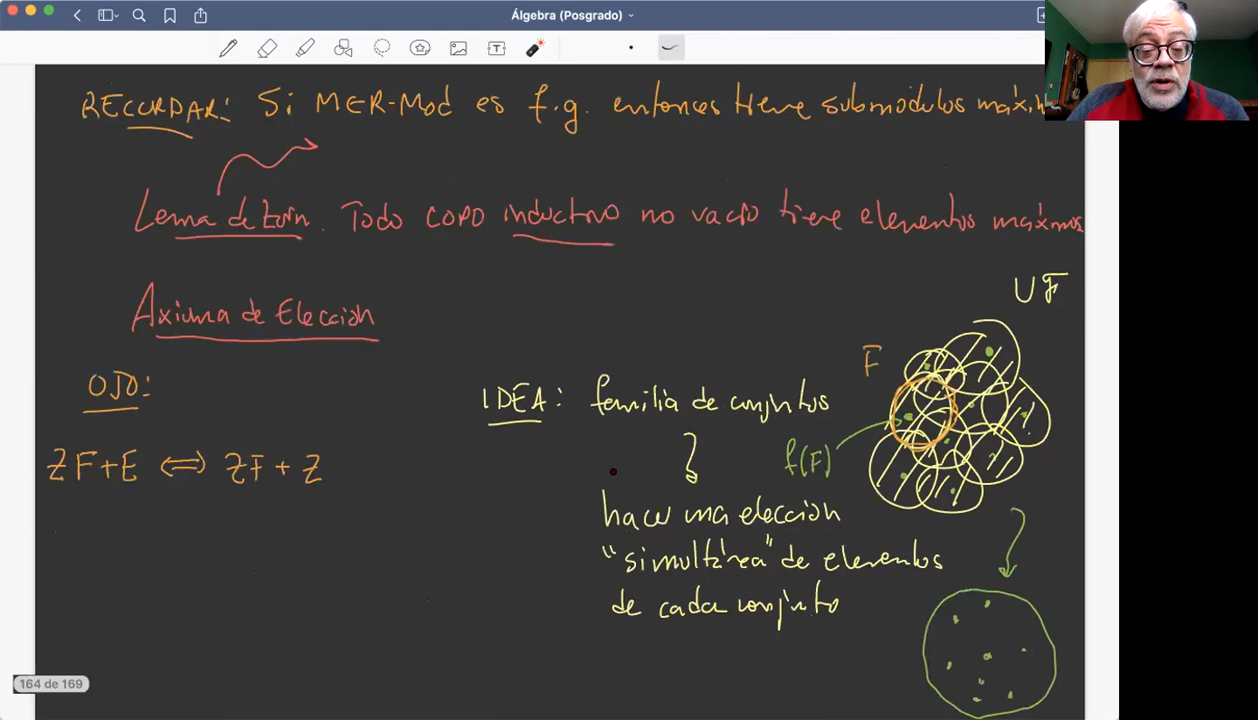 Álgebra (Posgrado)
RECORDAR: Si M∈R-Mod es f.g. entonces tiene submódulos máxim
Lema de Zorn. Todo COPO inductivo no vacío tiene elementos máximos
Axioma de Elección
U F
OJO:
F
IDEA: familia de conjuntos
f(F)
ZF+E ⇔ ZF+Z
hacer una elección
"simultánea" de elementos
de cada conjunto
164 de 169